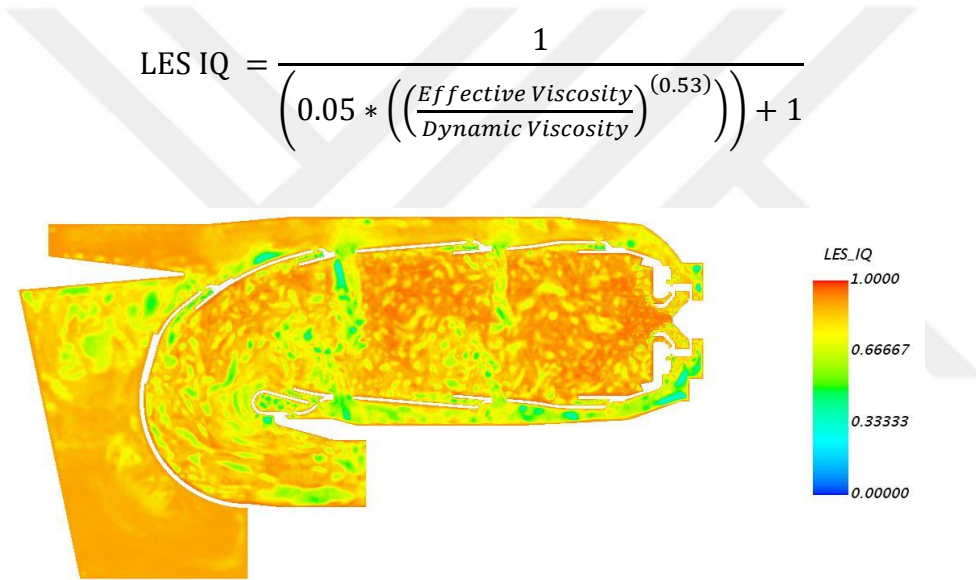 LES IQ = 1 / ((0.05 * ((Effective Viscosity / Dynamic Viscosity)^(0.53))) + 1)
LES_IQ
1.0000
0.66667
0.33333
0.00000